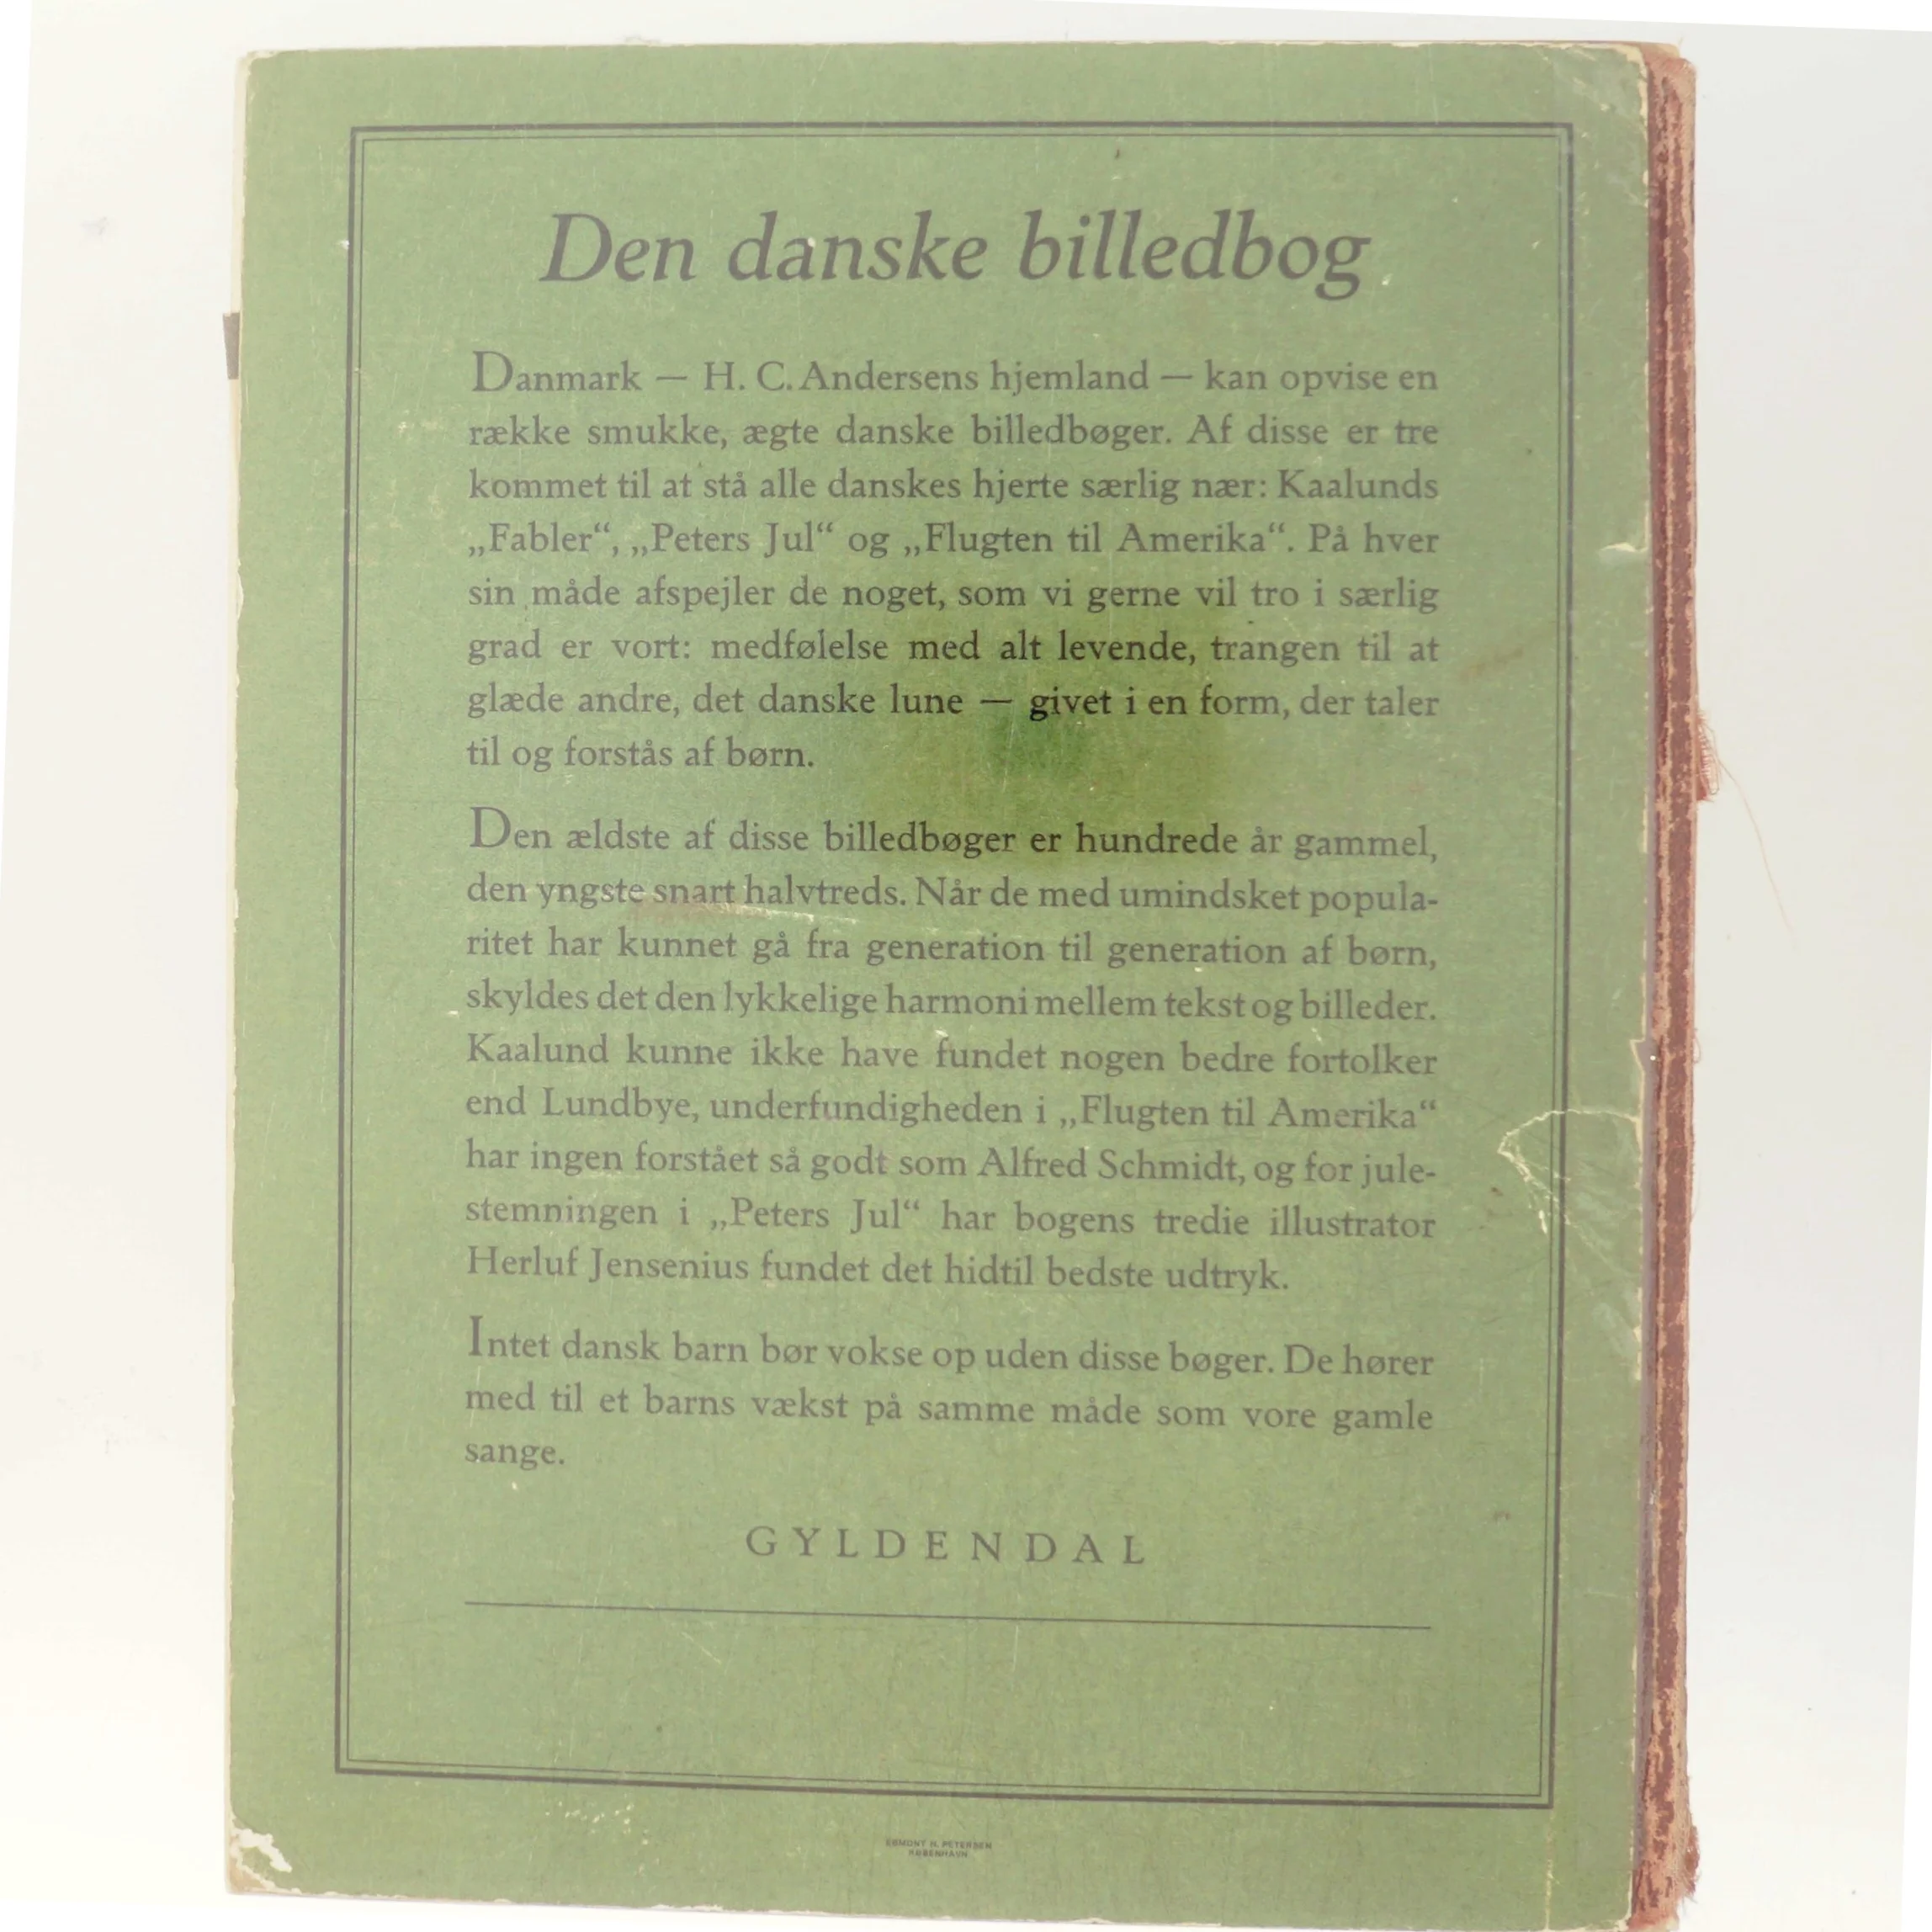 Den danske billedbog
Danmark — H. C. Andersens hjemland — kan opvise en
række smukke, ægte danske billedbøger. Af disse er tre
kommet til at stå alle danskes hjerte særlig nær: Kaalunds
„Fabler“, „Peters Jul“ og „Flugten til Amerika“. På hver
sin måde afspejler de noget, som vi gerne vil tro i særlig
grad er vort: medfølelse med alt levende, trangen til at
glæde andre, det danske lune — givet i en form, der taler
til og forstås af børn.
Den ældste af disse billedbøger er hundrede år gammel,
den yngste snart halvtreds. Når de med umindsket popula-
ritet har kunnet gå fra generation til generation af børn,
skyldes det den lykkelige harmoni mellem tekst og billeder.
Kaalund kunne ikke have fundet nogen bedre fortolker
end Lundbye, underfundigheden i „Flugten til Amerika“
har ingen forstået så godt som Alfred Schmidt, og for jule-
stemningen i „Peters Jul“ har bogens tredie illustrator
Herluf Jensenius fundet det hidtil bedste udtryk.
Intet dansk barn bør vokse op uden disse bøger. De hører
med til et barns vækst på samme måde som vore gamle
sange.
GYLDENDAL
EGMONT H. PETERSEN
KØBENHAVN